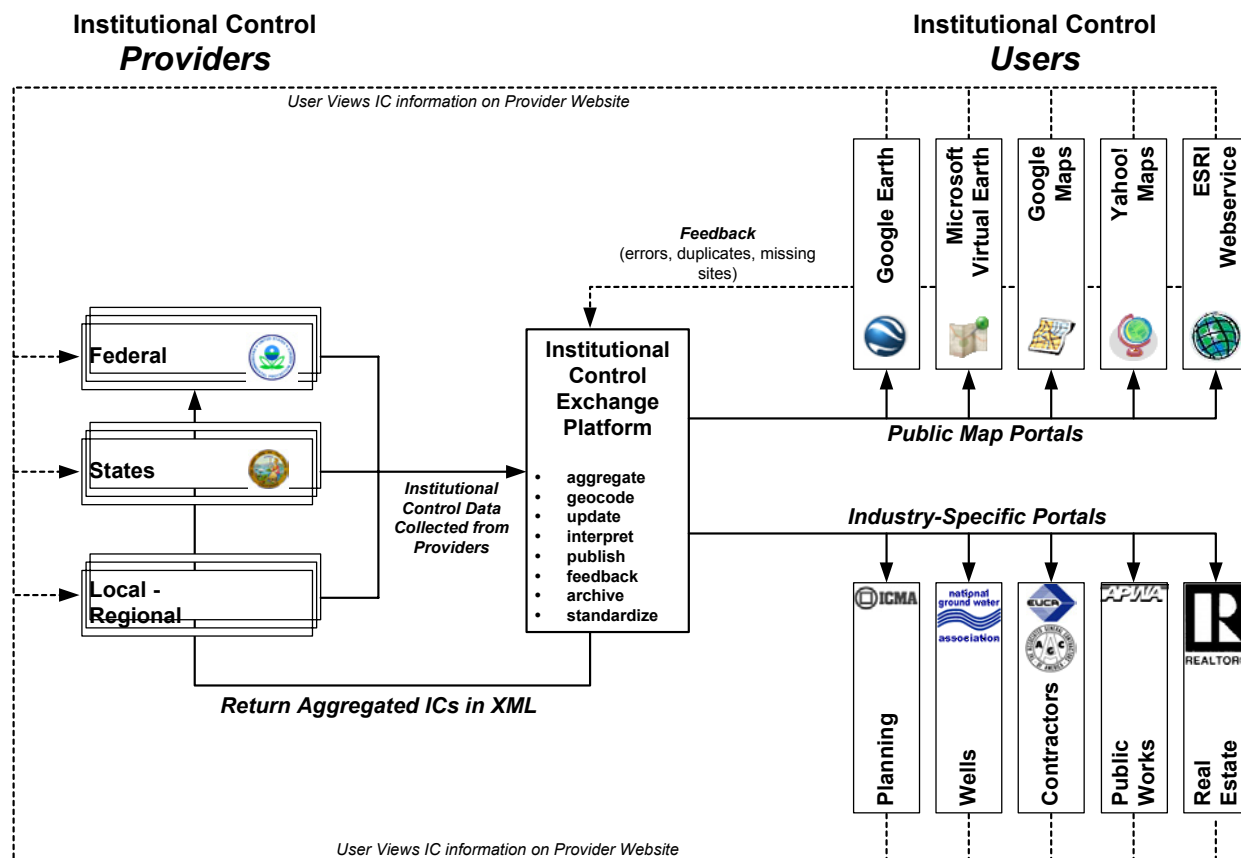 Institutional Control
Providers
Institutional Control
Users
User Views IC information on Provider Website
Google Earth
Microsoft
Virtual Earth
Google
Maps
Yahoo!
Maps
ESRI
Webservice
Feedback
(errors, duplicates, missing
sites)
Federal
States
Local -
Regional
Institutional
Control Data
Collected from
Providers
Institutional
Control
Exchange
Platform
• aggregate
• geocode
• update
• interpret
• publish
• feedback
• archive
• standardize
Public Map Portals
Industry-Specific Portals
Return Aggregated ICs in XML
ICMA
national
ground water
association
EUCA
AGC
APWA
R
REALTOR
Planning
Wells
Contractors
Public
Works
Real
Estate
User Views IC information on Provider Website